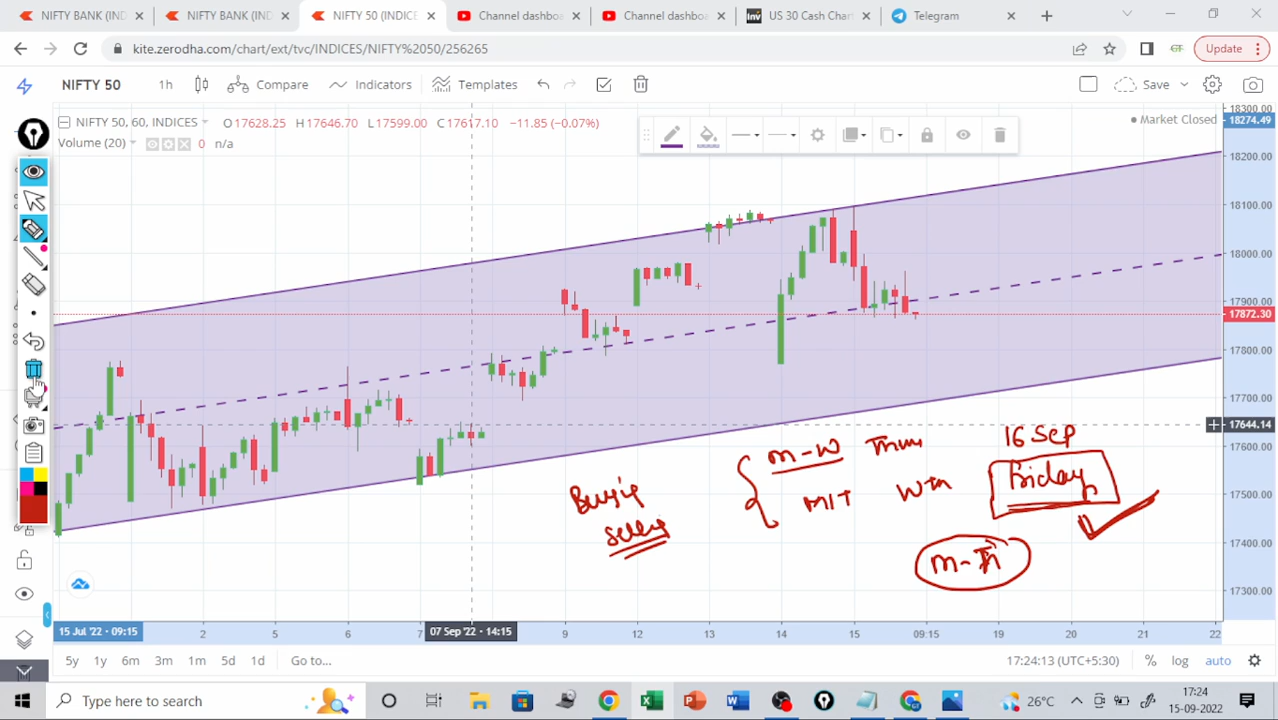 NIFTY BANK (IND
NIFTY BANK (IND
NIFTY 50 (INDICE
Channel dashbo
Channel dashbo
US 30 Cash Chart
Telegram
kite.zerodha.com/chart/ext/tvc/INDICES/NIFTY%2050/256265
Update
NIFTY 50
1h
Compare
Indicators
Templates
Save
NIFTY 50, 60, INDICES O17628.25 H17646.70 L17599.00 C17617.10 −11.85 (−0.07%)
Volume (20) 0 n/a
Market Closed
18300.00
18274.49
18200.00
18100.00
18000.00
17900.00
17872.30
17800.00
17700.00
17644.14
17600.00
17500.00
17400.00
17300.00
16 Sep
m-W
Friday
M/T
m-Th
15 Jul '22 09:15 2 5 6 7 07 Sep '22 14:15 9 12 13 14 15 09:15 19 20 21 22
5y 1y 6m 3m 1m 5d 1d Go to...
17:24:13 (UTC+5:30) % log auto
Type here to search
26°C
17:24
15-09-2022